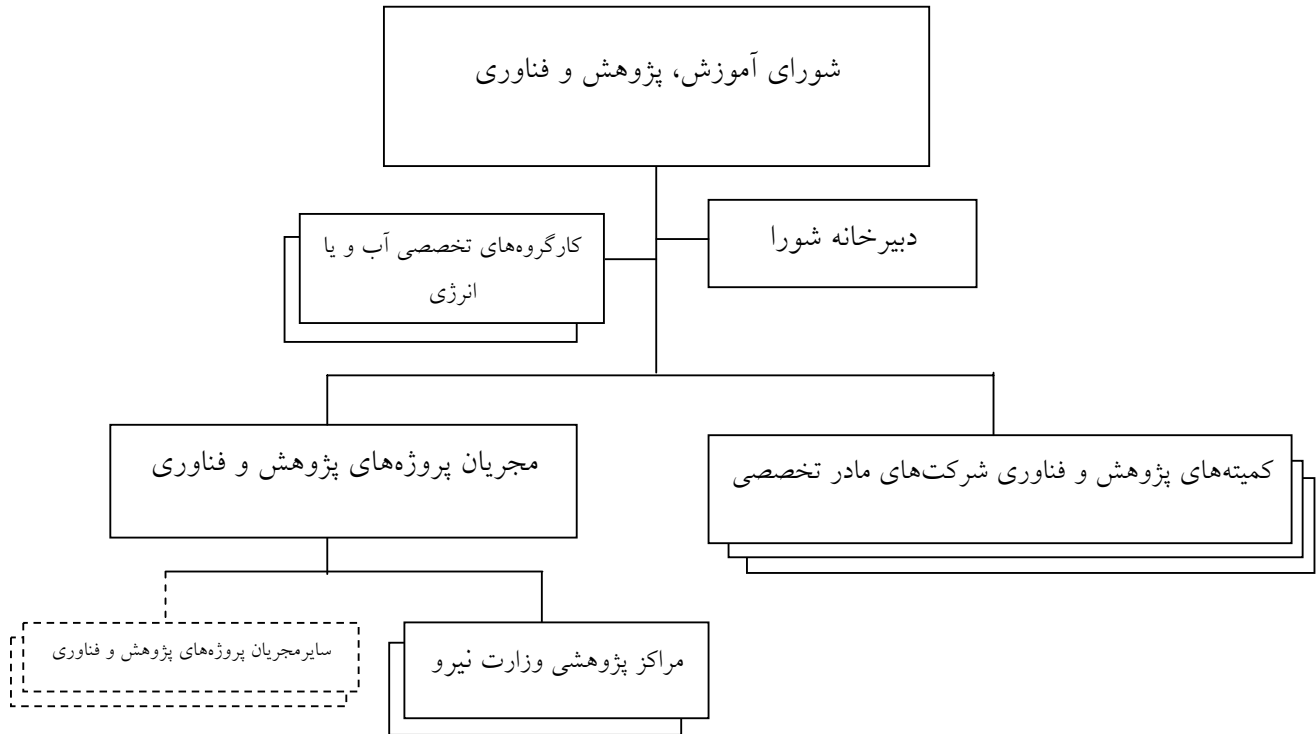 شورای آموزش، پژوهش و فناوری
دبیرخانه شورا
کارگروه‌های تخصصی آب و یا
انرژی
کمیته‌های پژوهش و فناوری شرکت‌های مادر تخصصی
مجریان پروژه‌های پژوهش و فناوری
مراکز پژوهشی وزارت نیرو
سایرمجریان پروژه‌های پژوهش و فناوری